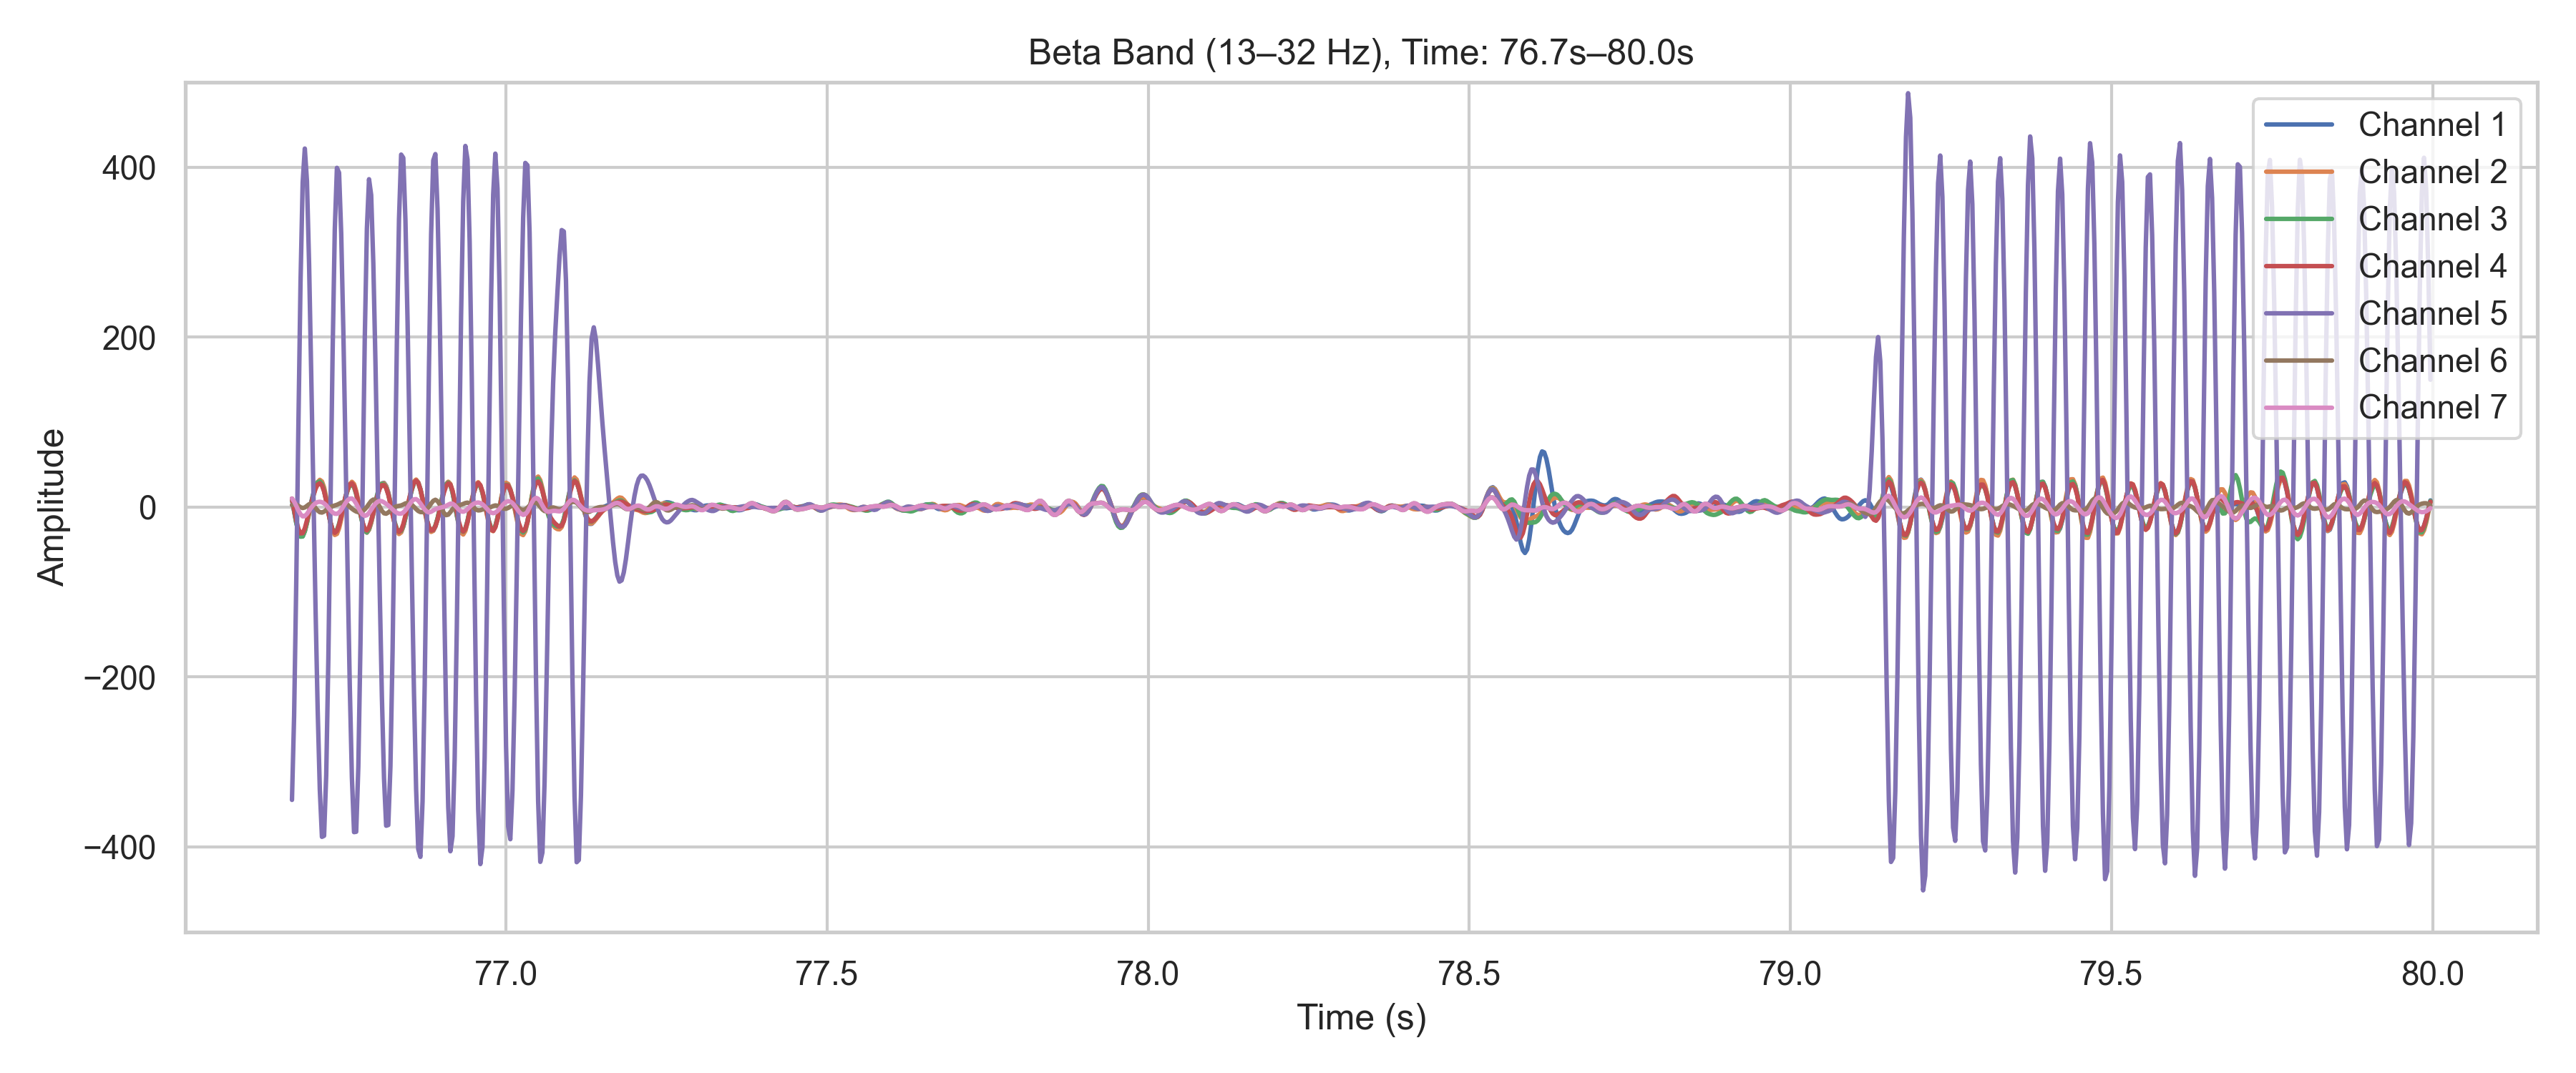 Beta Band (13–32 Hz), Time: 76.7s–80.0s
Amplitude
400
200
0
−200
−400
77.0
77.5
78.0
78.5
79.0
79.5
80.0
Time (s)
Channel 1
Channel 2
Channel 3
Channel 4
Channel 5
Channel 6
Channel 7